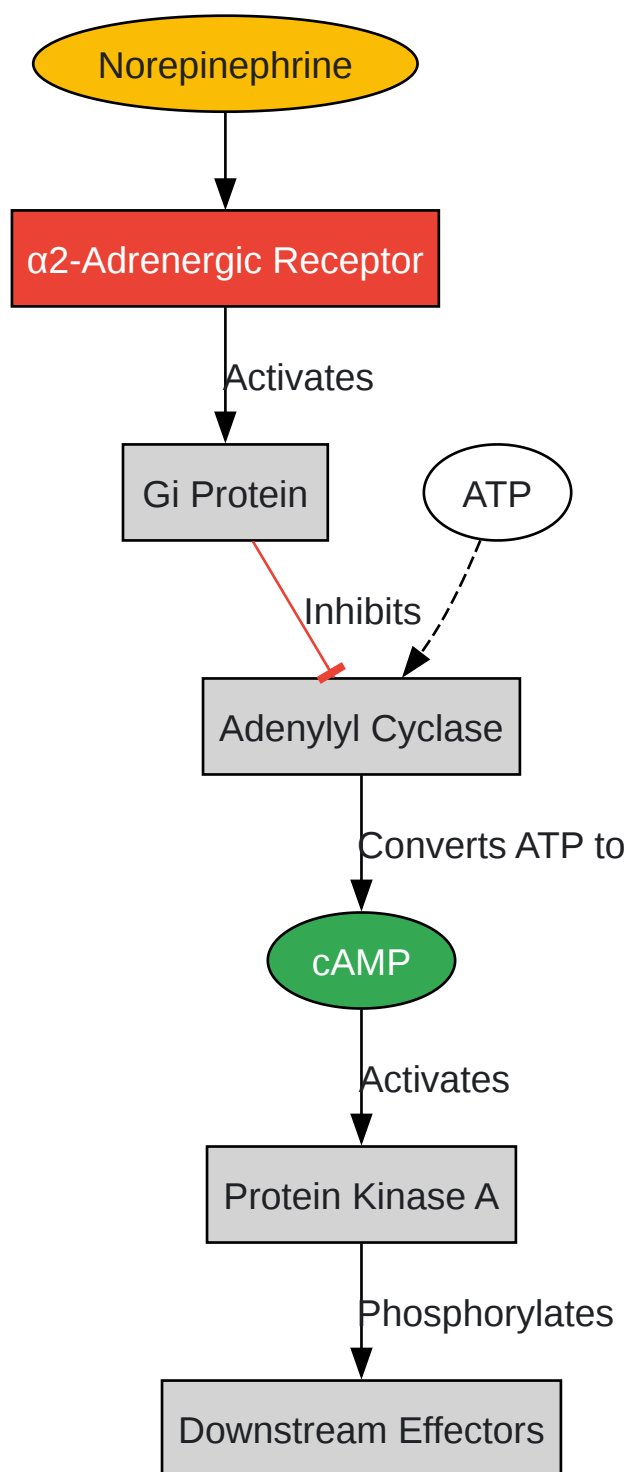 Norepinephrine
α2-Adrenergic Receptor
Activates
Gi Protein
ATP
Inhibits
Adenylyl Cyclase
Converts ATP to
cAMP
Activates
Protein Kinase A
Phosphorylates
Downstream Effectors